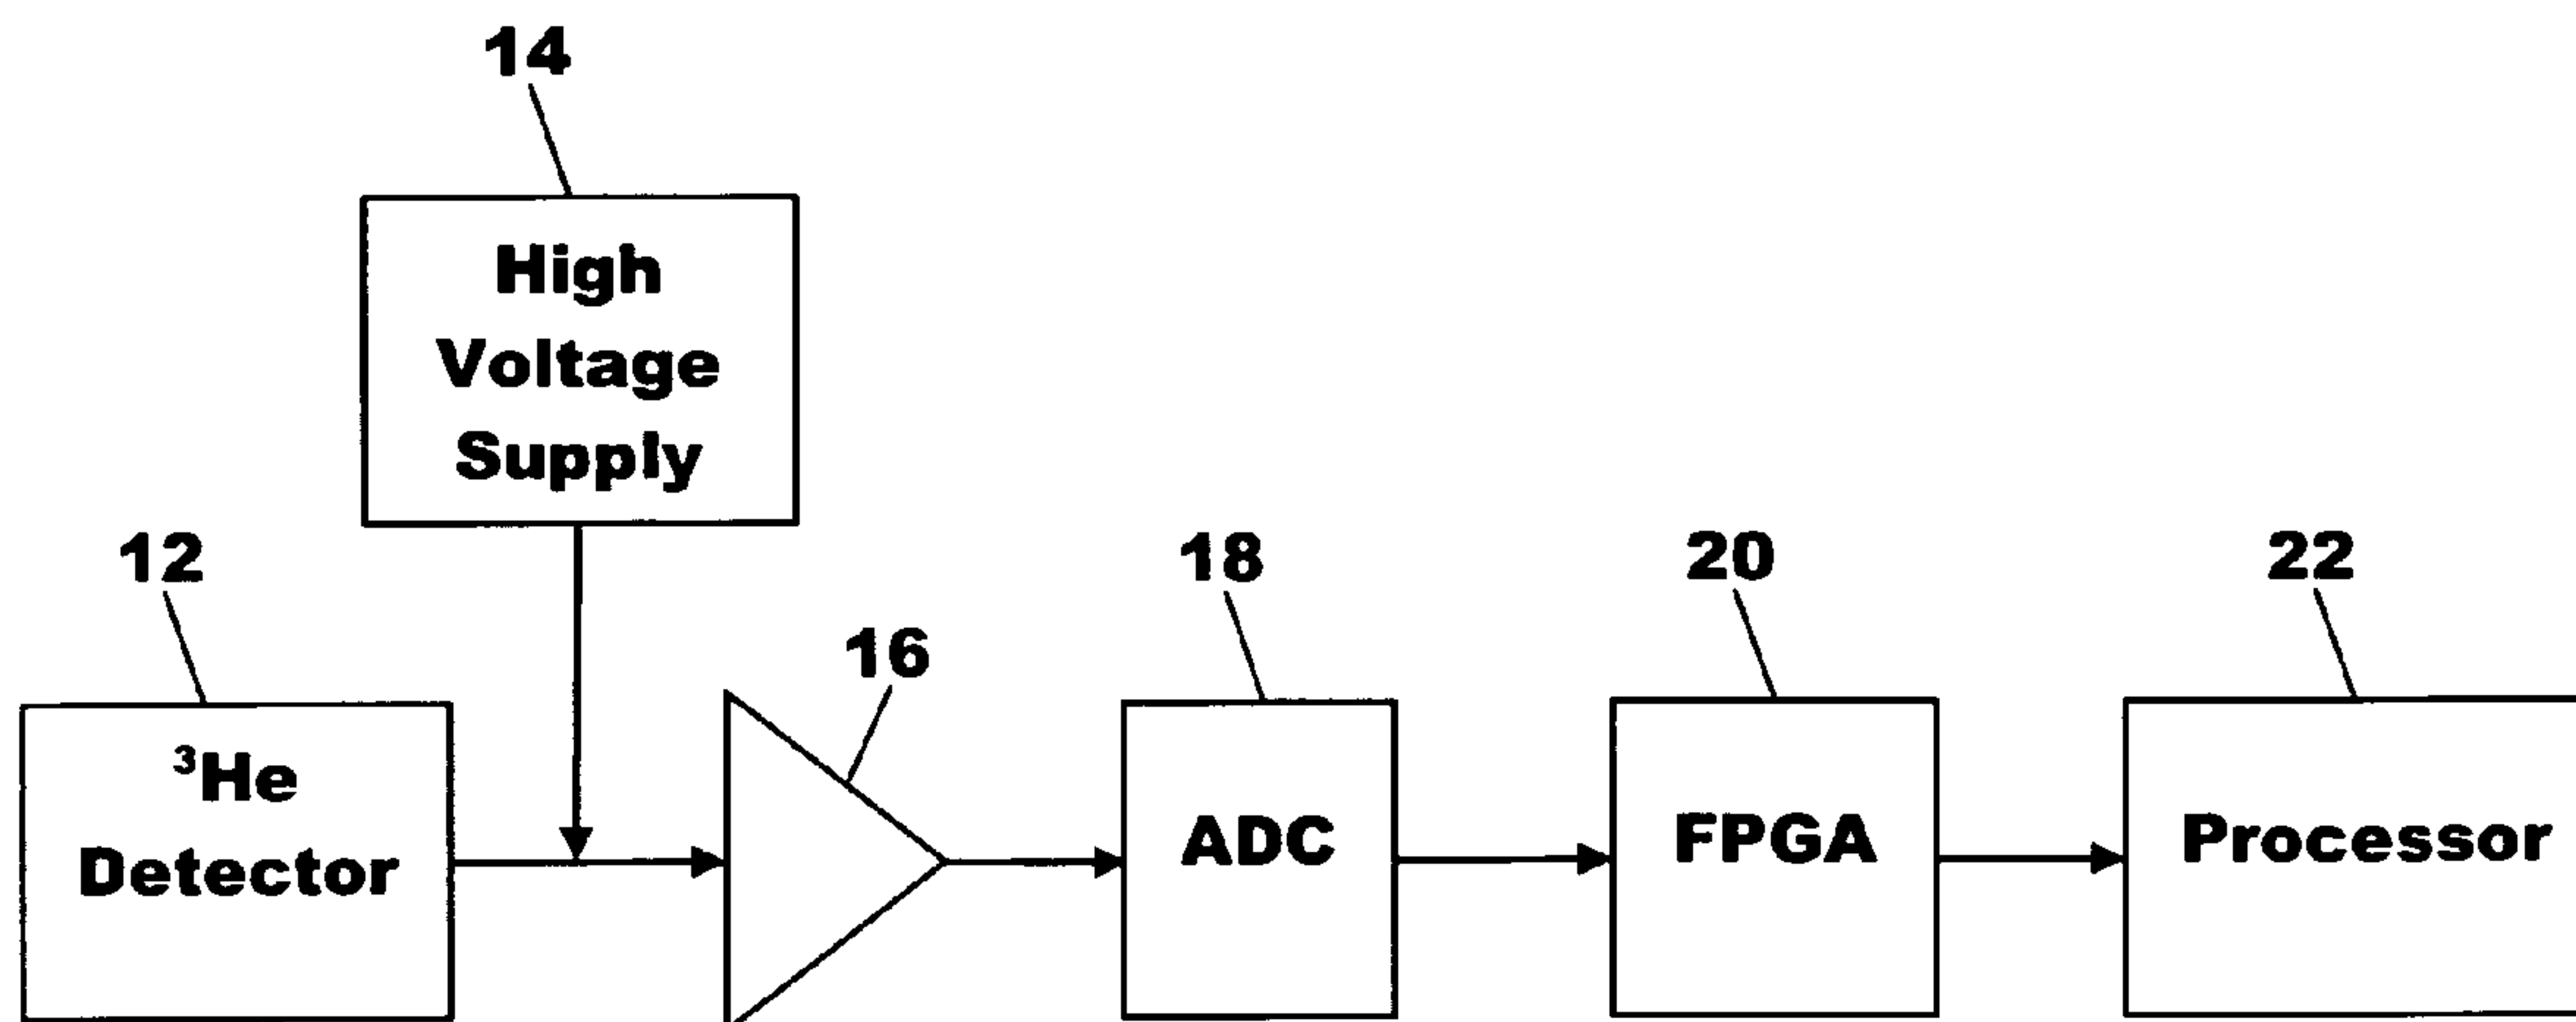 14
High
Voltage
Supply
12
16
18
20
22
³He
Detector
ADC
FPGA
Processor